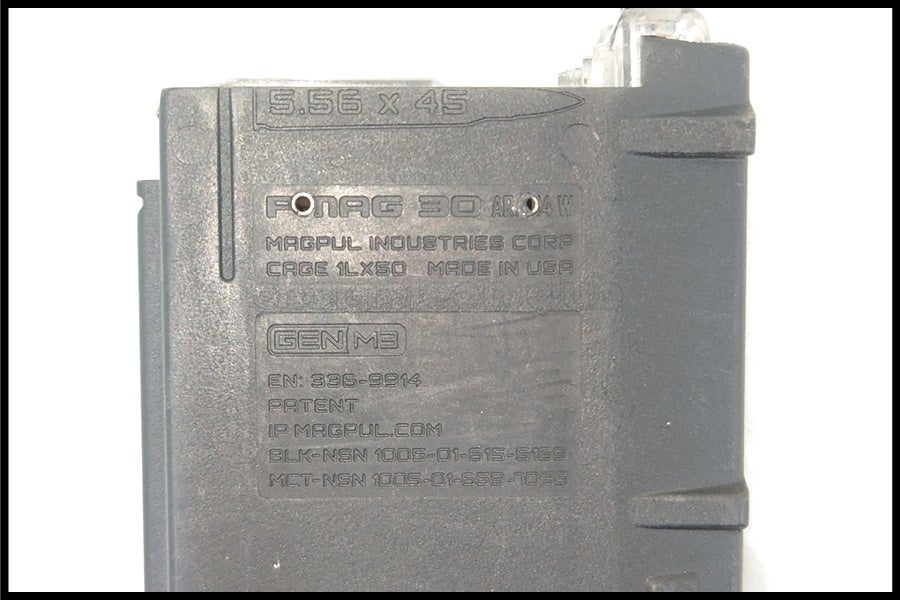 5.56 x 45
PMAG 30 AR/M4 W
MAGPUL INDUSTRIES CORP
CAGE 1LX50 MADE IN USA
GEN M3
EN: 336-9914
PATENT
IP.MAGPUL.COM
BLK-NSN 1005-01-615-5169
MCT-NSN 1005-01-659-7086